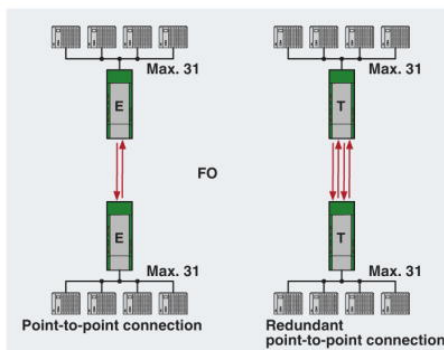 Max. 31
Max. 31
E
T
FO
E
T
Max. 31
Max. 31
Point-to-point connection
Redundant
point-to-point connection